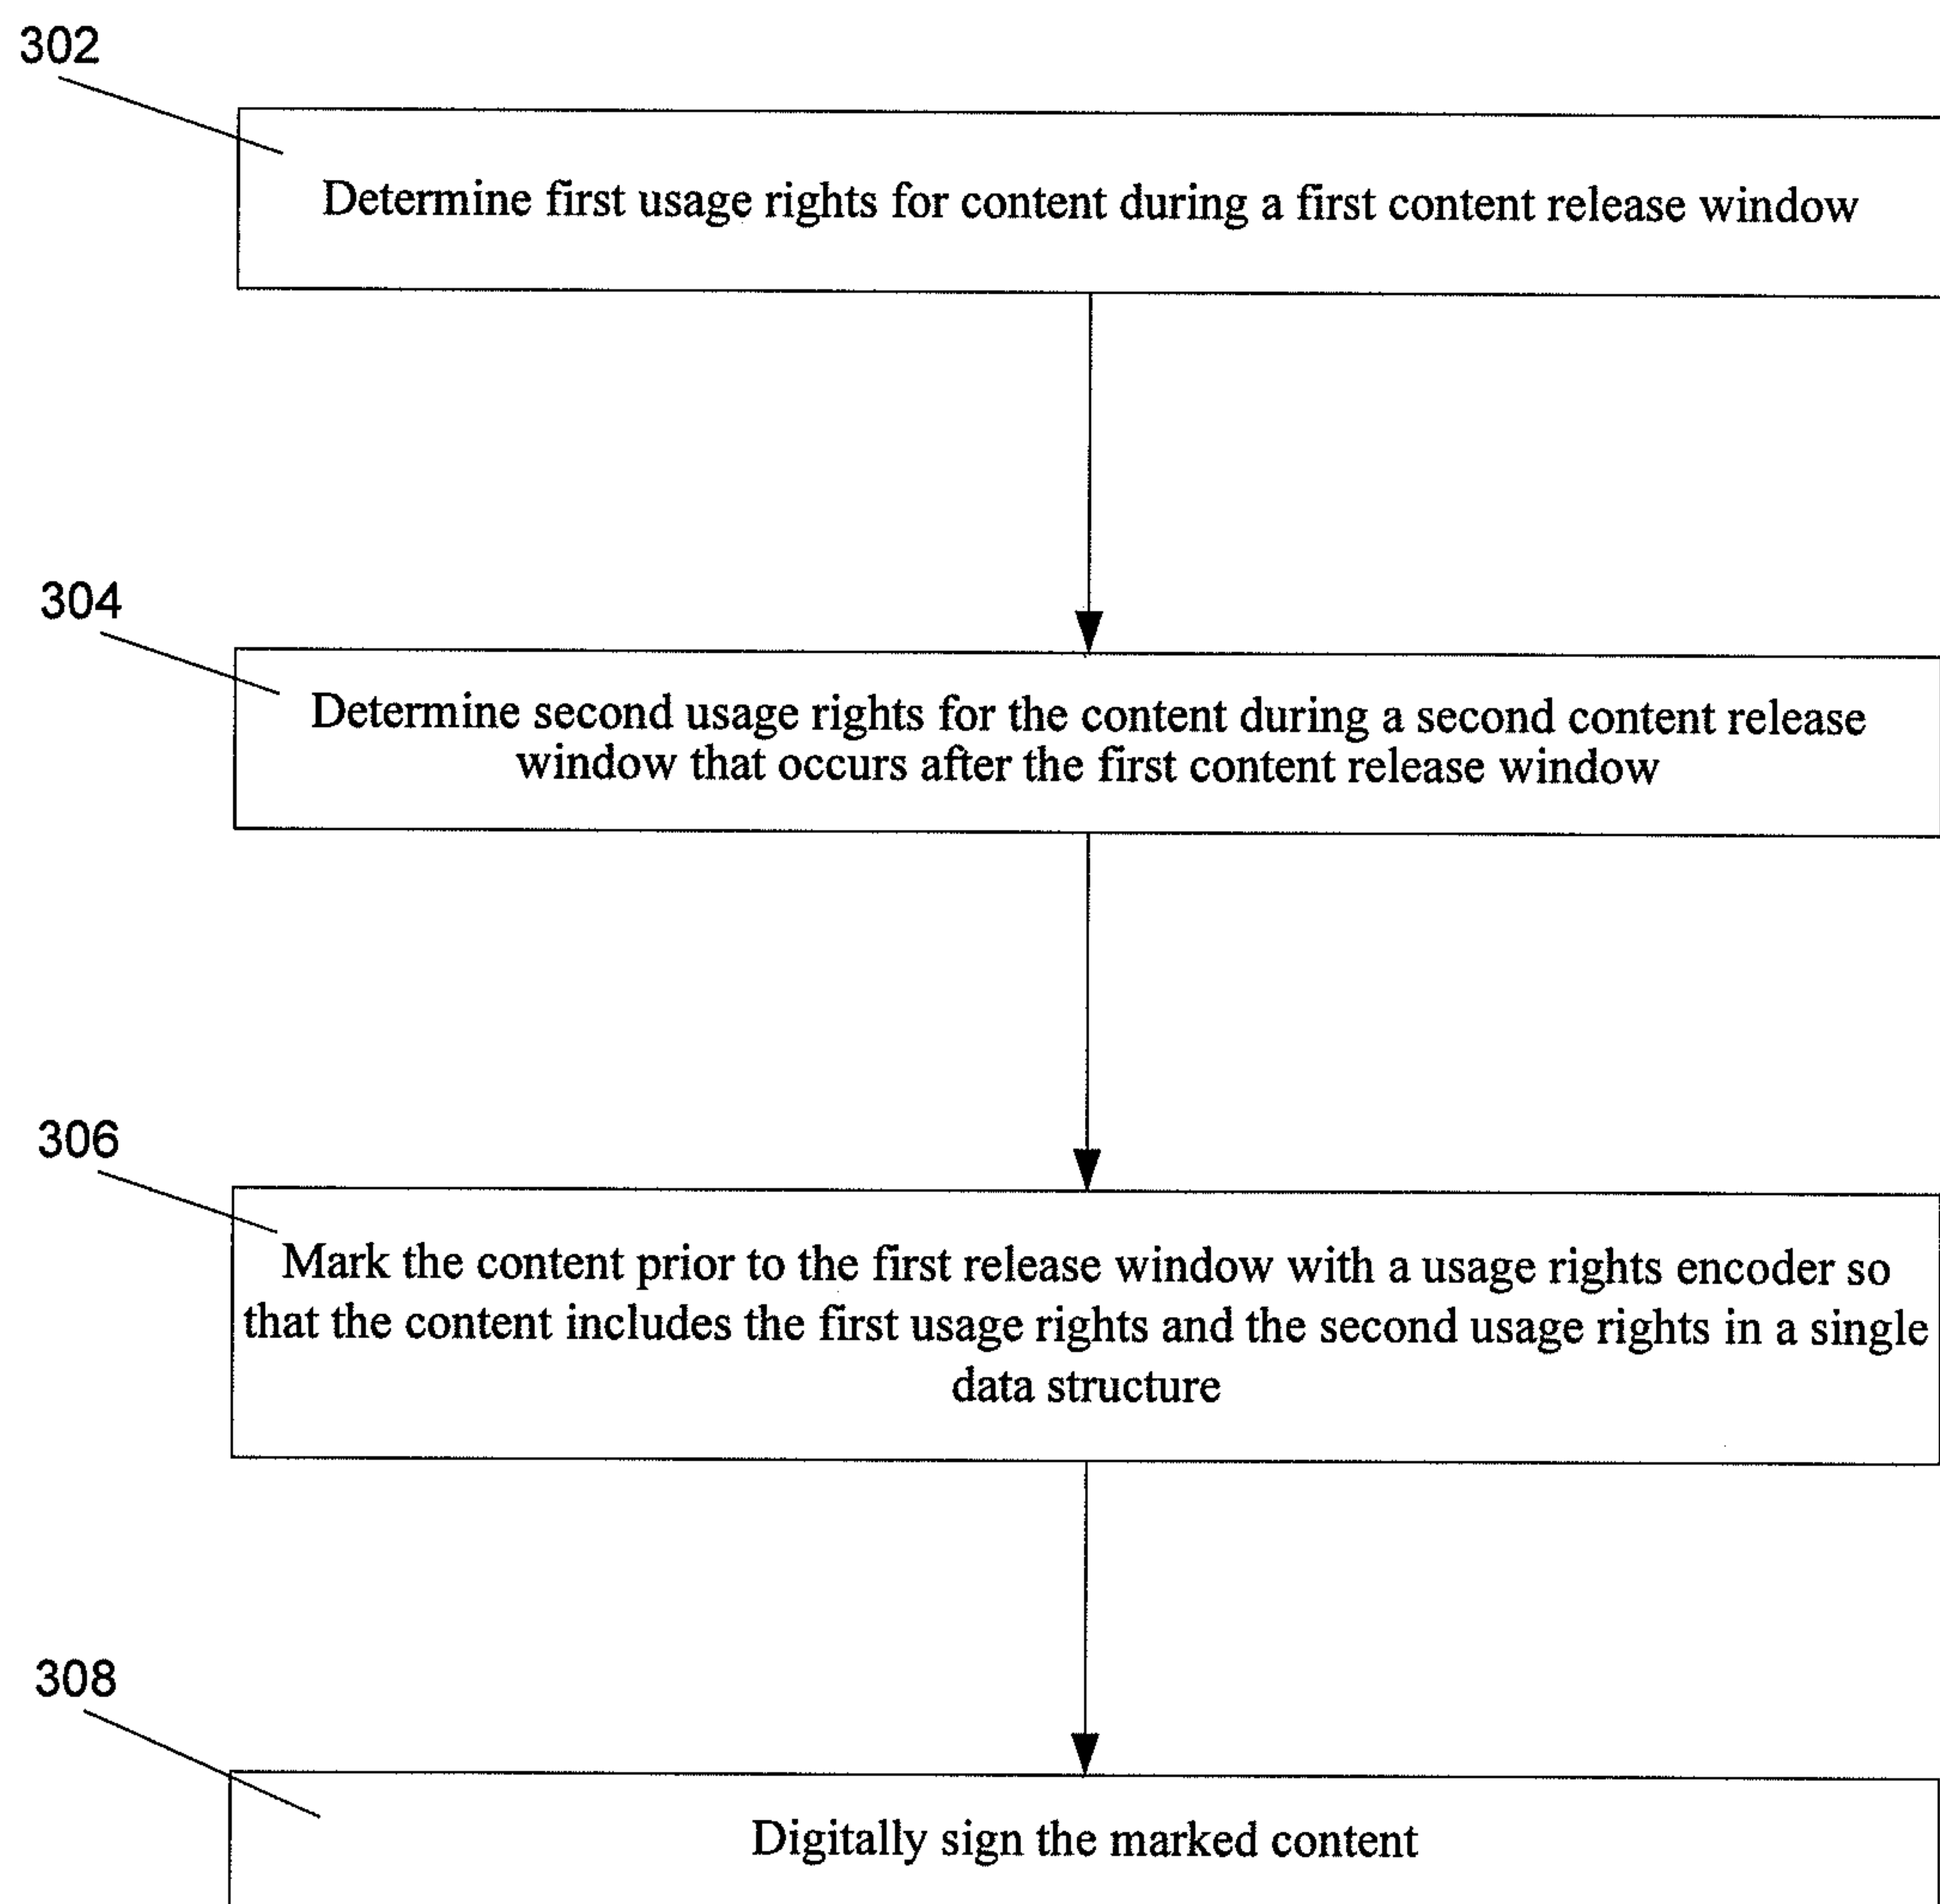 302
Determine first usage rights for content during a first content release window
304
Determine second usage rights for the content during a second content release
window that occurs after the first content release window
306
Mark the content prior to the first release window with a usage rights encoder so
that the content includes the first usage rights and the second usage rights in a single
data structure
308
Digitally sign the marked content